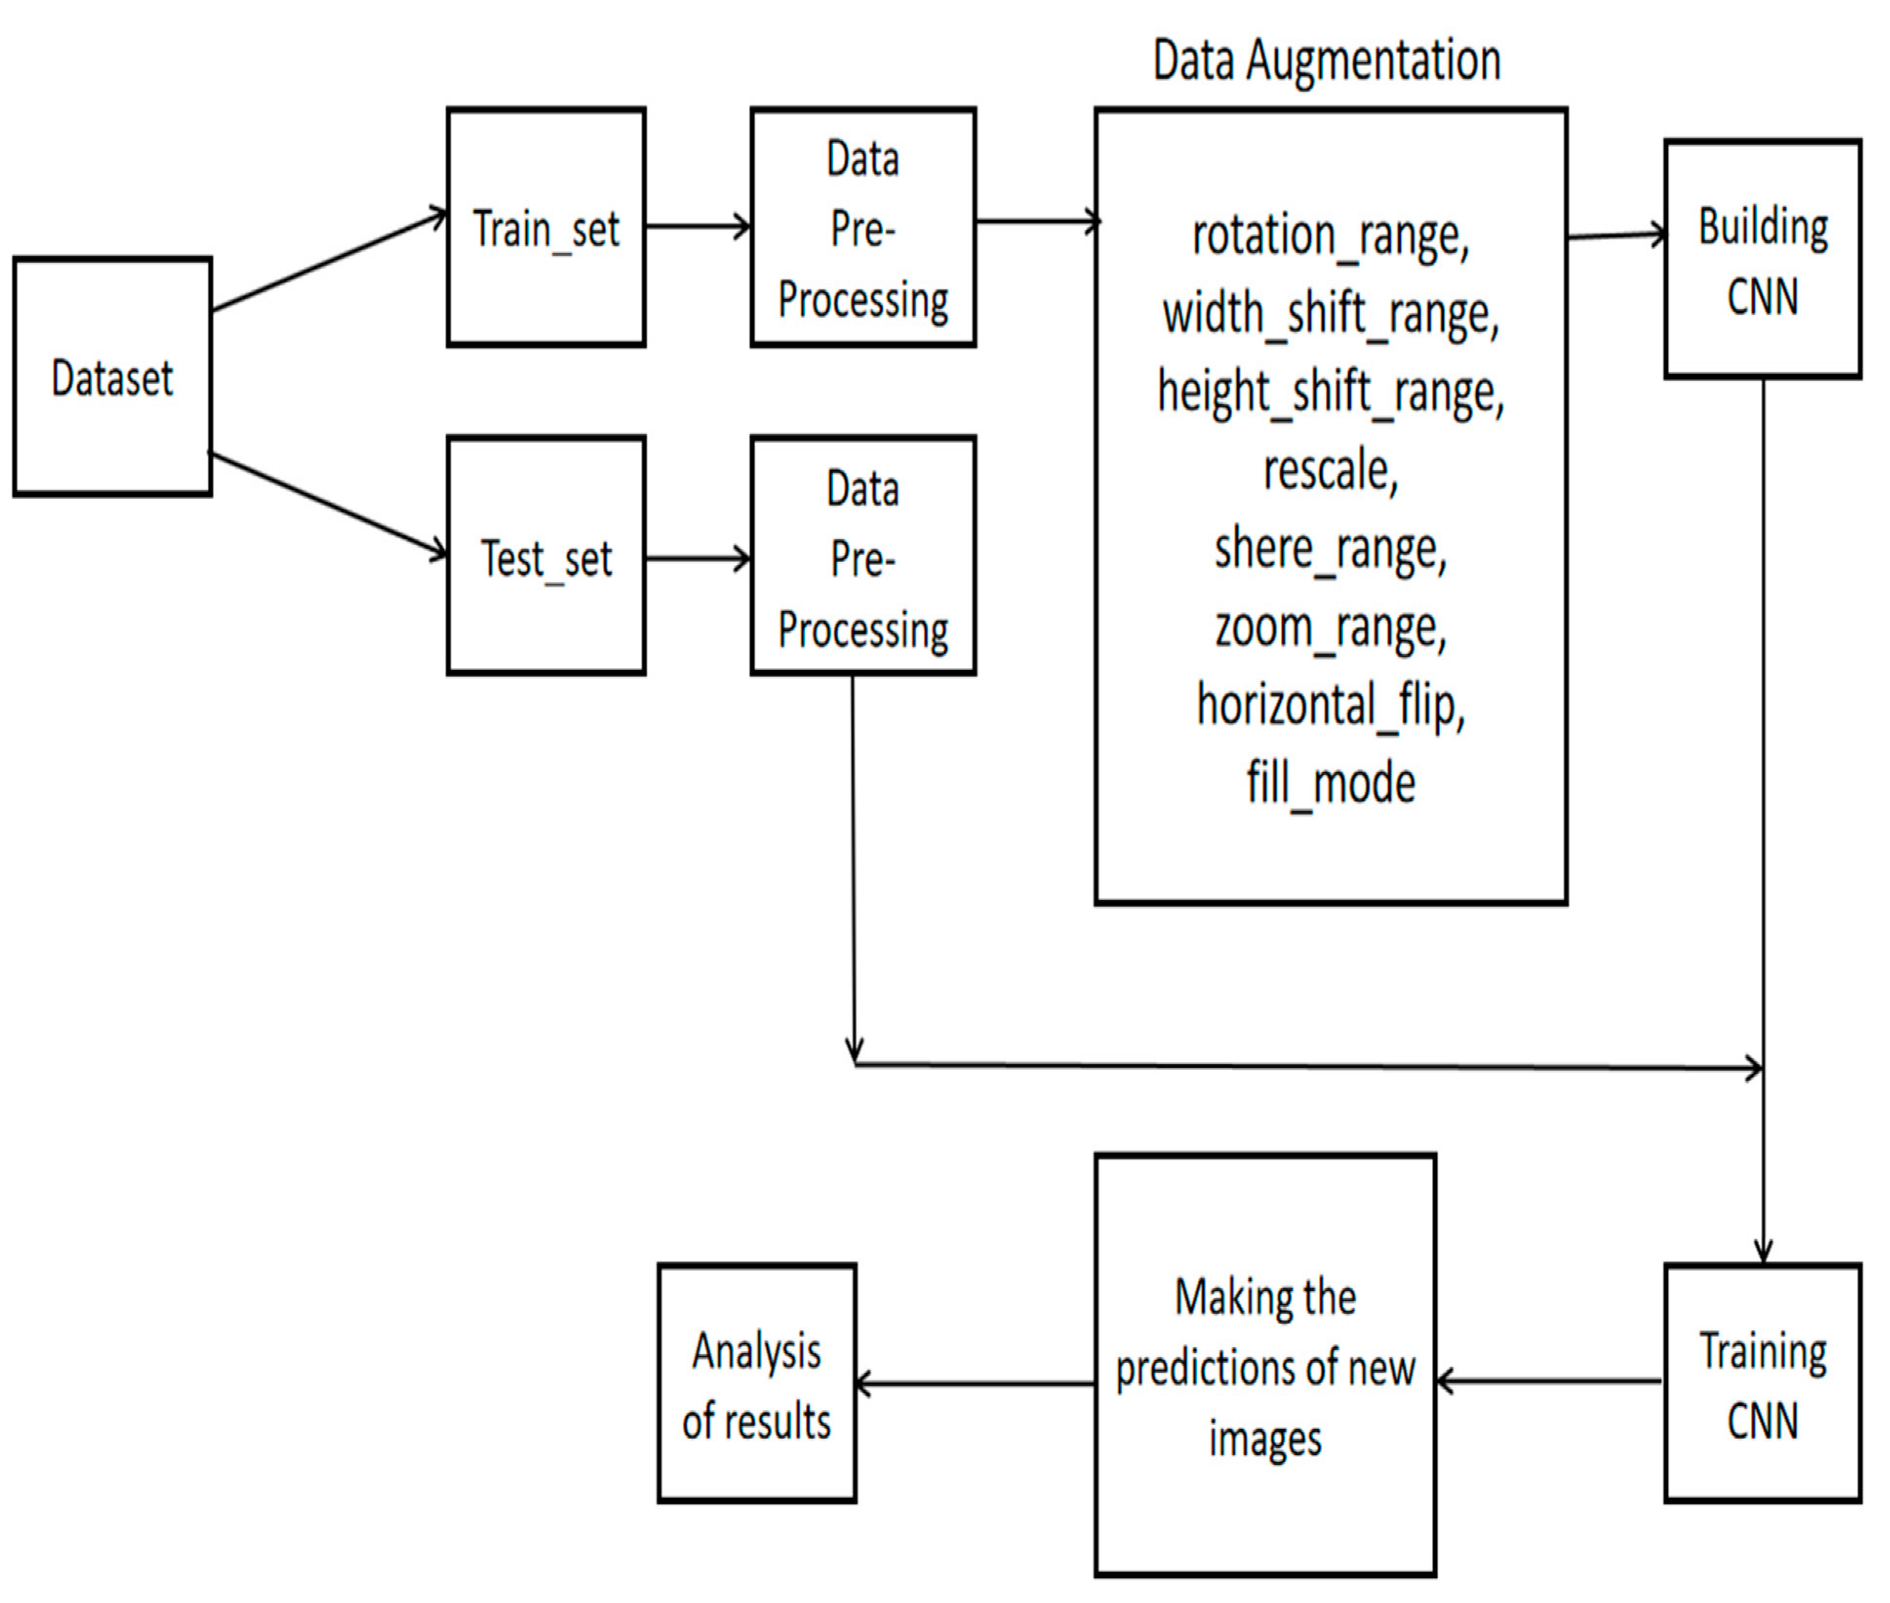 Data Augmentation
Dataset
Train_set
Data
Pre-
Processing
rotation_range,
width_shift_range,
height_shift_range,
rescale,
shere_range,
zoom_range,
horizontal_flip,
fill_mode
Building
CNN
Test_set
Data
Pre-
Processing
Training
CNN
Making the
predictions of new
images
Analysis
of results